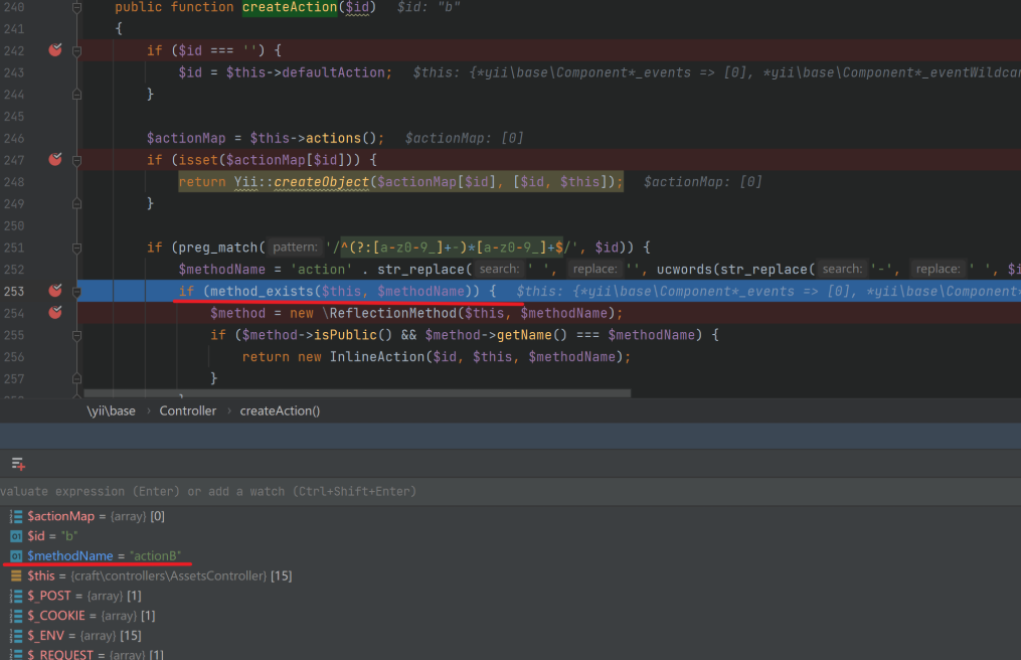 240 public function createAction($id) $id: "b"
241 {
242 if ($id === '') {
243 $id = $this->defaultAction; $this: {*yii\base\Component*_events => [0], *yii\base\Component*_eventWildcar
244 }
245
246 $actionMap = $this->actions(); $actionMap: [0]
247 if (isset($actionMap[$id])) {
248 return Yii::createObject($actionMap[$id], [$id, $this]); $actionMap: [0]
249 }
250
251 if (preg_match( pattern: '/^(?:[a-z0-9_]+-)*[a-z0-9_]+$/', $id)) {
252 $methodName = 'action' . str_replace( search: ' ', replace: '', ucwords(str_replace( search: '-', replace: ' ', $i
253 if (method_exists($this, $methodName)) { $this: {*yii\base\Component*_events => [0], *yii\base\Component*
254 $method = new \ReflectionMethod($this, $methodName);
255 if ($method->isPublic() && $method->getName() === $methodName) {
256 return new InlineAction($id, $this, $methodName);
257 }
\yii\base › Controller › createAction()
valuate expression (Enter) or add a watch (Ctrl+Shift+Enter)
$actionMap = {array} [0]
01 $id = "b"
01 $methodName = "actionB"
$this = {craft\controllers\AssetsController} [15]
$_POST = {array} [1]
$_COOKIE = {array} [1]
$_ENV = {array} [15]
$_REQUEST = {array} [1]